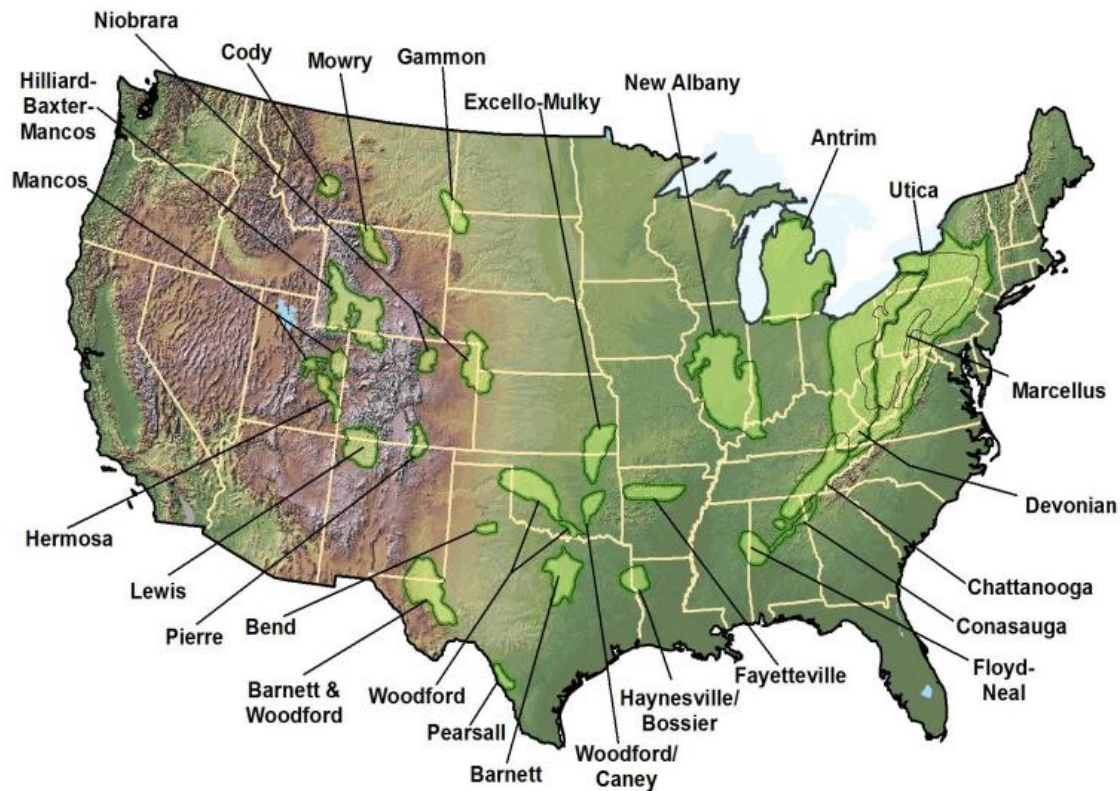 Niobrara
Cody
Mowry
Gammon
Hilliard-
Baxter-
Mancos
Excello-Mulky
New Albany
Antrim
Mancos
Utica
Marcellus
Devonian
Hermosa
Lewis
Chattanooga
Pierre
Bend
Conasauga
Barnett &
Woodford
Woodford
Fayetteville
Floyd-
Neal
Pearsall
Haynesville/
Bossier
Barnett
Woodford/
Caney